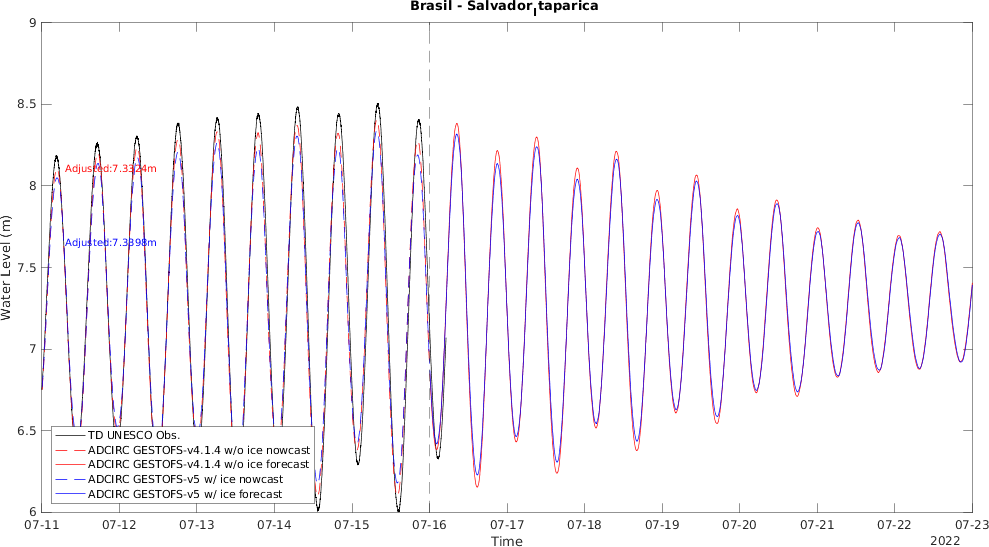 Brasil - Salvador_Itaparica
9
8.5
8
7.5
7
6.5
6
Water Level (m)
Adjusted:7.3324m
Adjusted:7.3398m
TD UNESCO Obs.
ADCIRC GESTOFS-v4.1.4 w/o ice nowcast
ADCIRC GESTOFS-v4.1.4 w/o ice forecast
ADCIRC GESTOFS-v5 w/ ice nowcast
ADCIRC GESTOFS-v5 w/ ice forecast
07-11 07-12 07-13 07-14 07-15 07-16 07-17 07-18 07-19 07-20 07-21 07-22 07-23
Time
2022